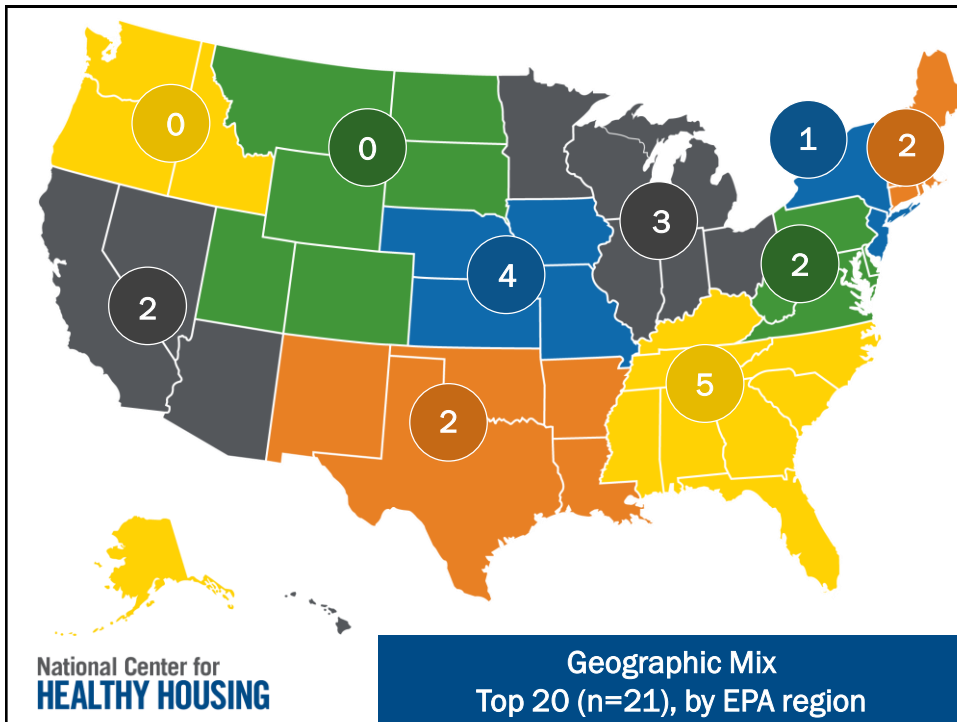 0
0
1
2
3
2
4
2
5
2
National Center for
HEALTHY HOUSING
Geographic Mix
Top 20 (n=21), by EPA region